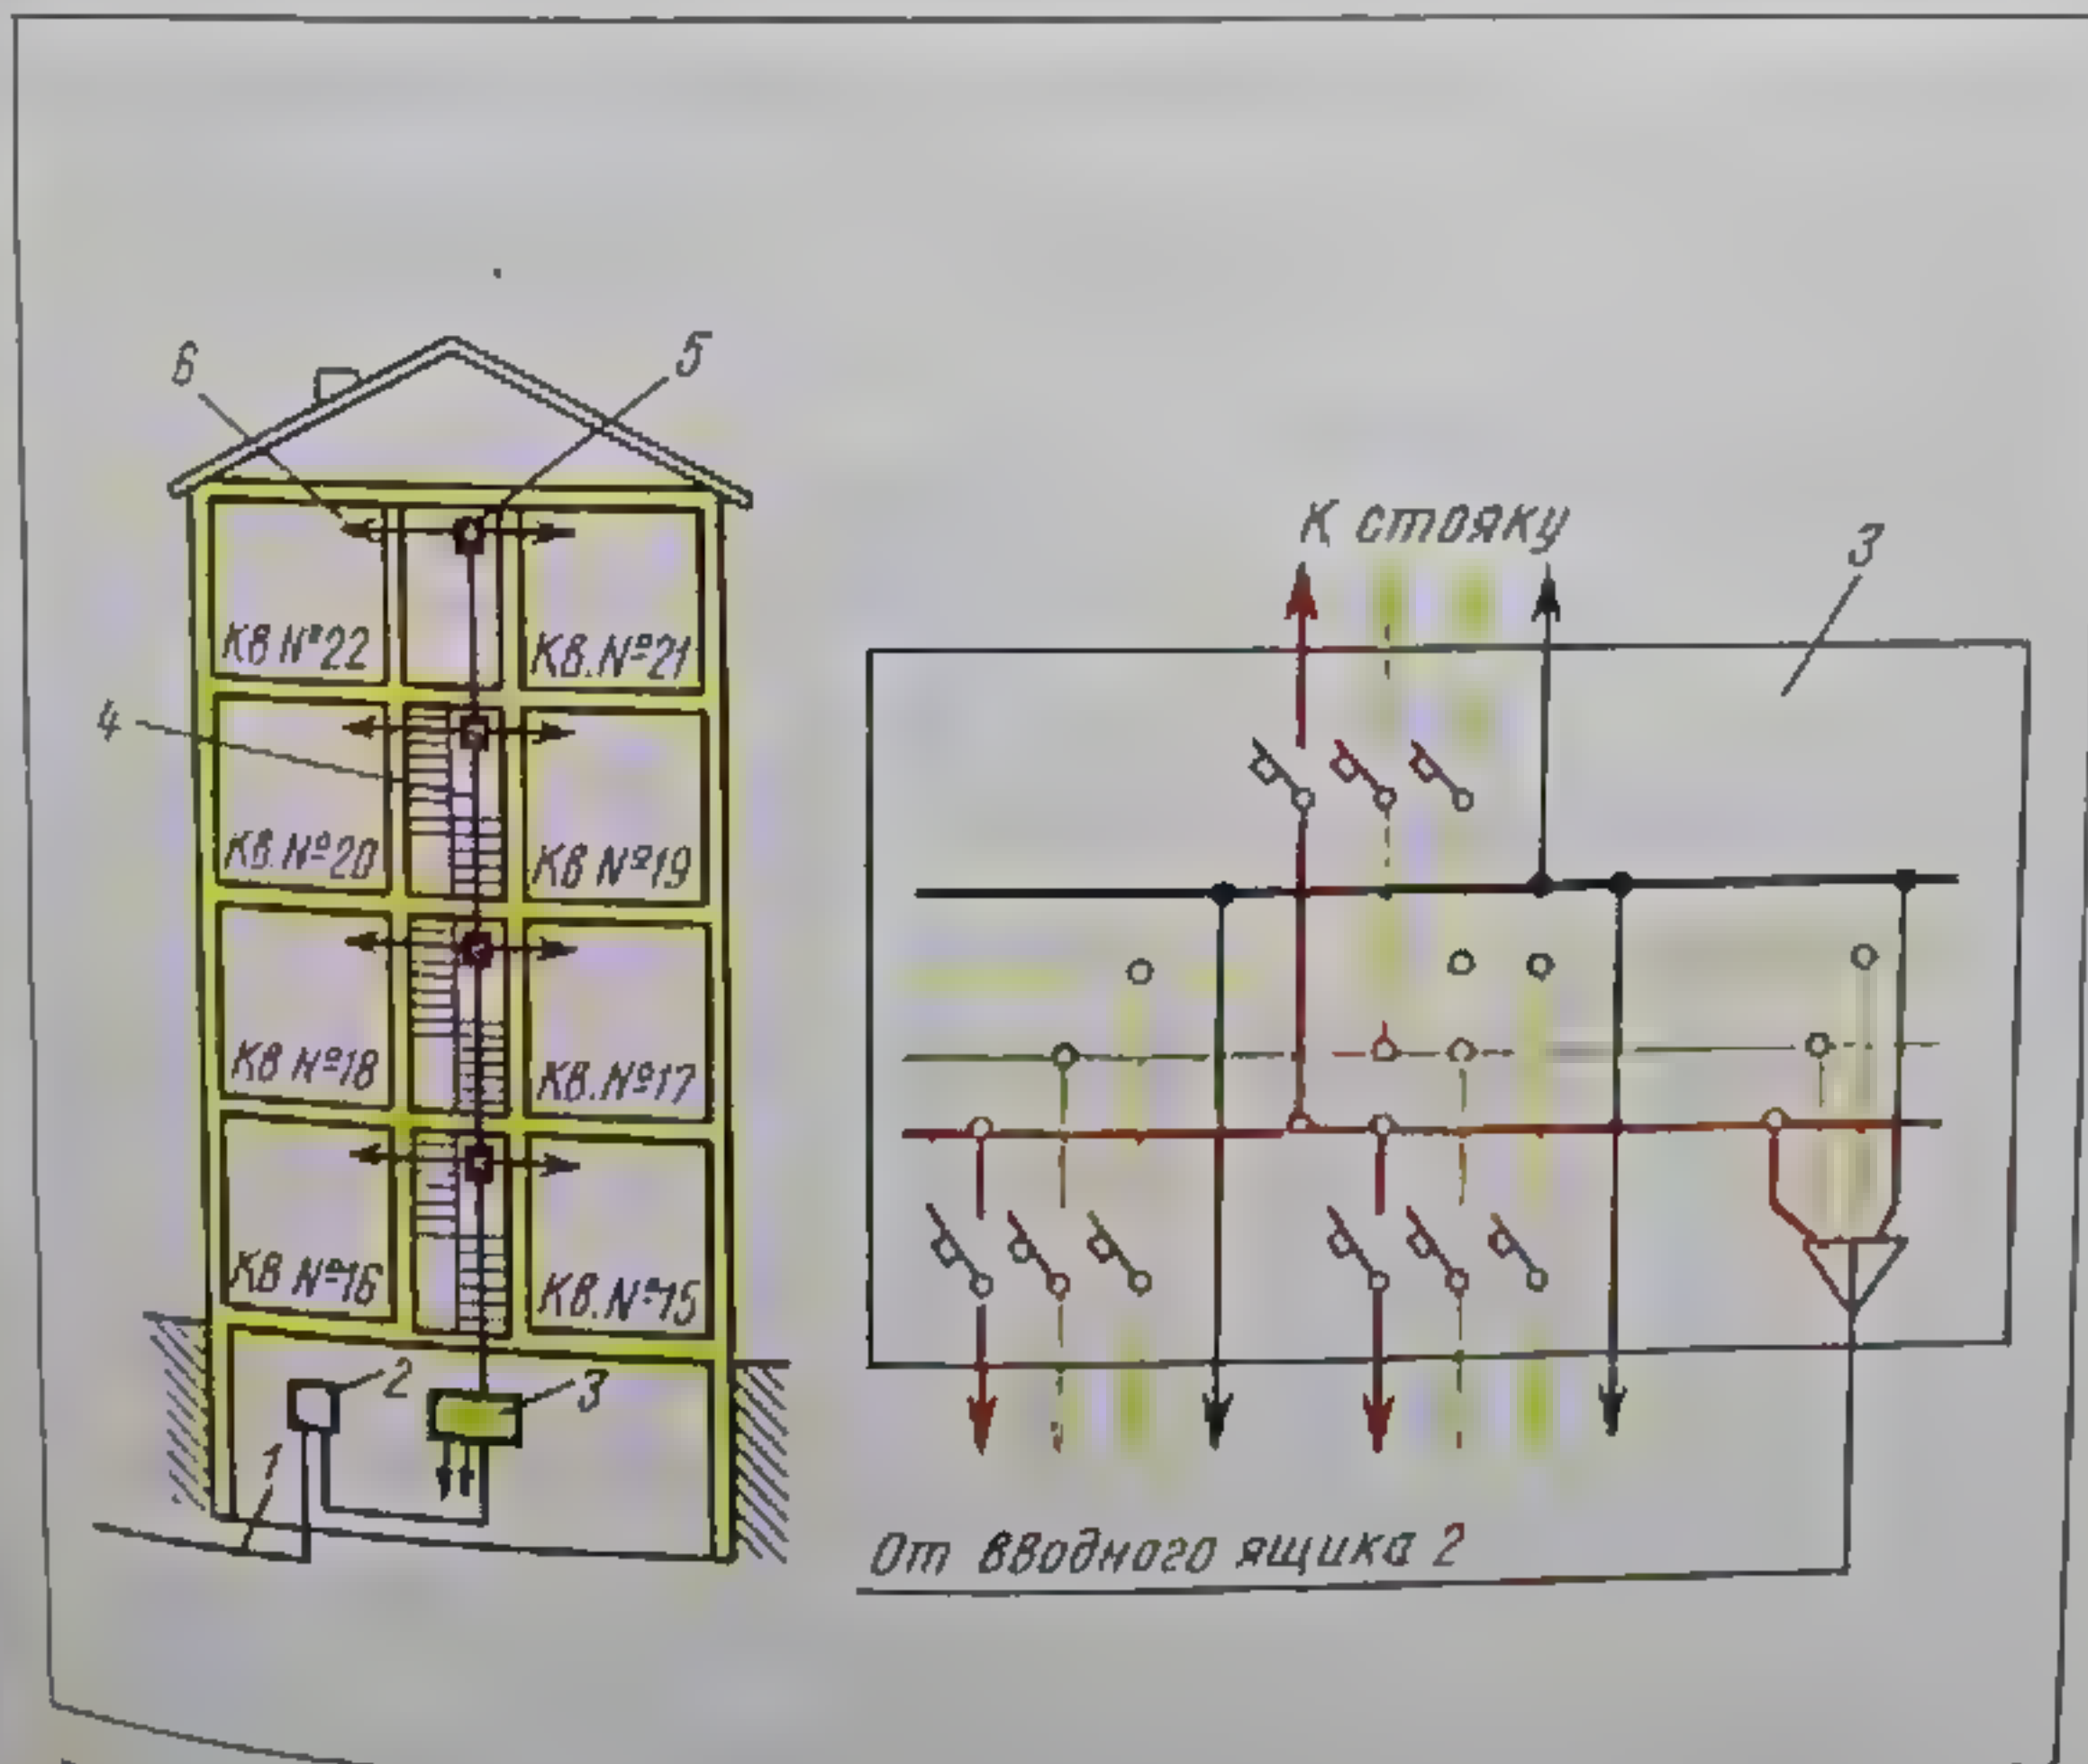 6
5
КВ №22
КВ.№21
4
КВ.№20
КВ №19
КВ №18
КВ.№17
КВ №16
КВ.№15
2
3
1
К стояку
3
От вводного ящика 2